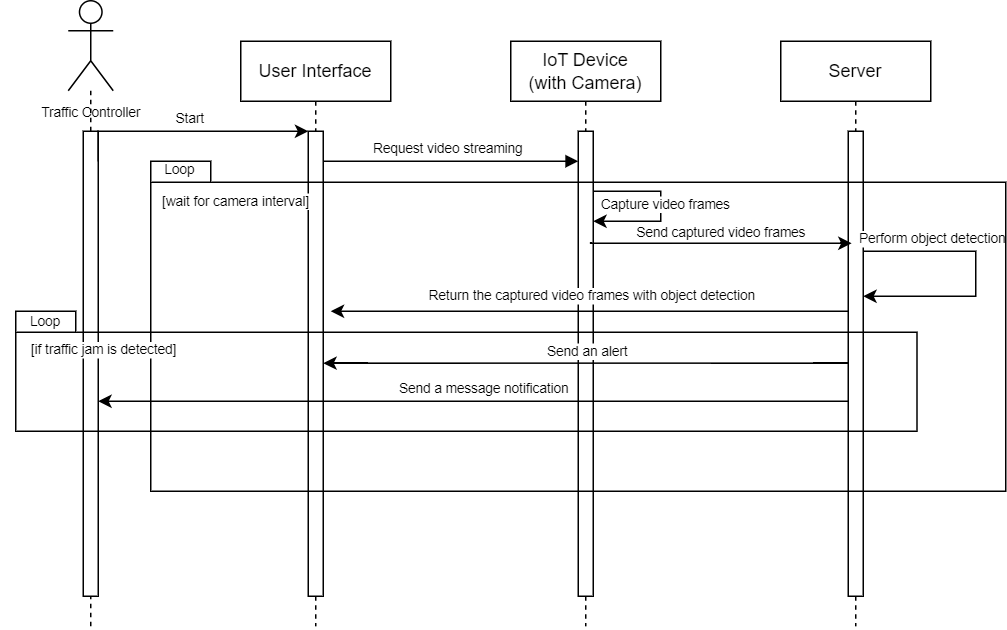 User Interface
IoT Device
(with Camera)
Server
Traffic Controller
Start
Request video streaming
Loop
[wait for camera interval]
Capture video frames
Send captured video frames
Perform object detection
Return the captured video frames with object detection
Loop
[if traffic jam is detected]
Send an alert
Send a message notification